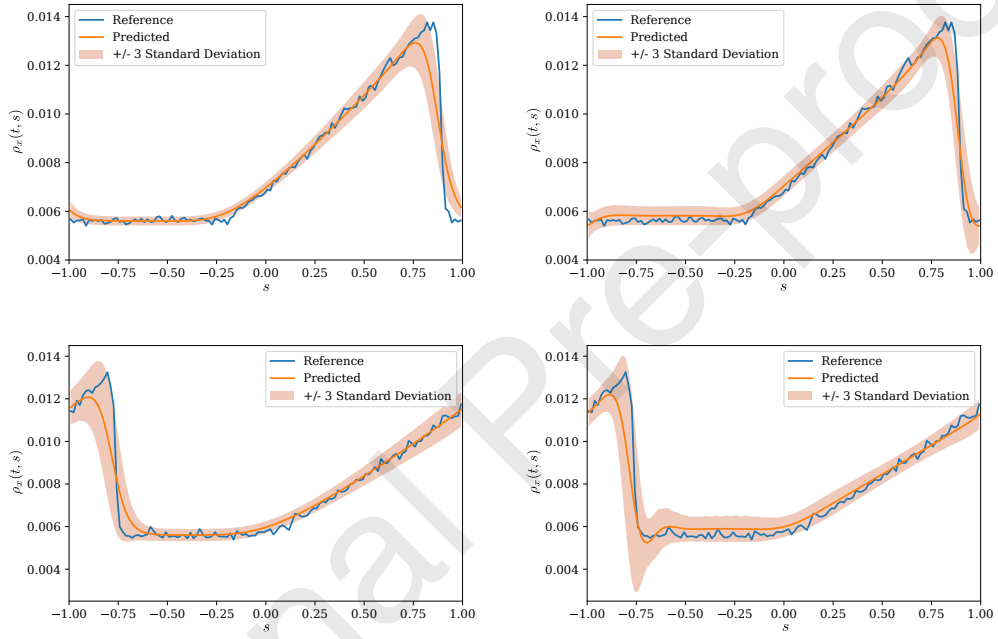 0.014
0.012
0.010
0.008
0.006
0.004
ρₓ(t, s)
Reference
Predicted
+/- 3 Standard Deviation
−1.00 −0.75 −0.50 −0.25 0.00 0.25 0.50 0.75 1.00
s
0.014
0.012
0.010
0.008
0.006
0.004
ρₓ(t, s)
Reference
Predicted
+/- 3 Standard Deviation
−1.00 −0.75 −0.50 −0.25 0.00 0.25 0.50 0.75 1.00
s
0.014
0.012
0.010
0.008
0.006
0.004
ρₓ(t, s)
Reference
Predicted
+/- 3 Standard Deviation
−1.00 −0.75 −0.50 −0.25 0.00 0.25 0.50 0.75 1.00
s
0.014
0.012
0.010
0.008
0.006
0.004
ρₓ(t, s)
Reference
Predicted
+/- 3 Standard Deviation
−1.00 −0.75 −0.50 −0.25 0.00 0.25 0.50 0.75 1.00
s
nal Pre-proo